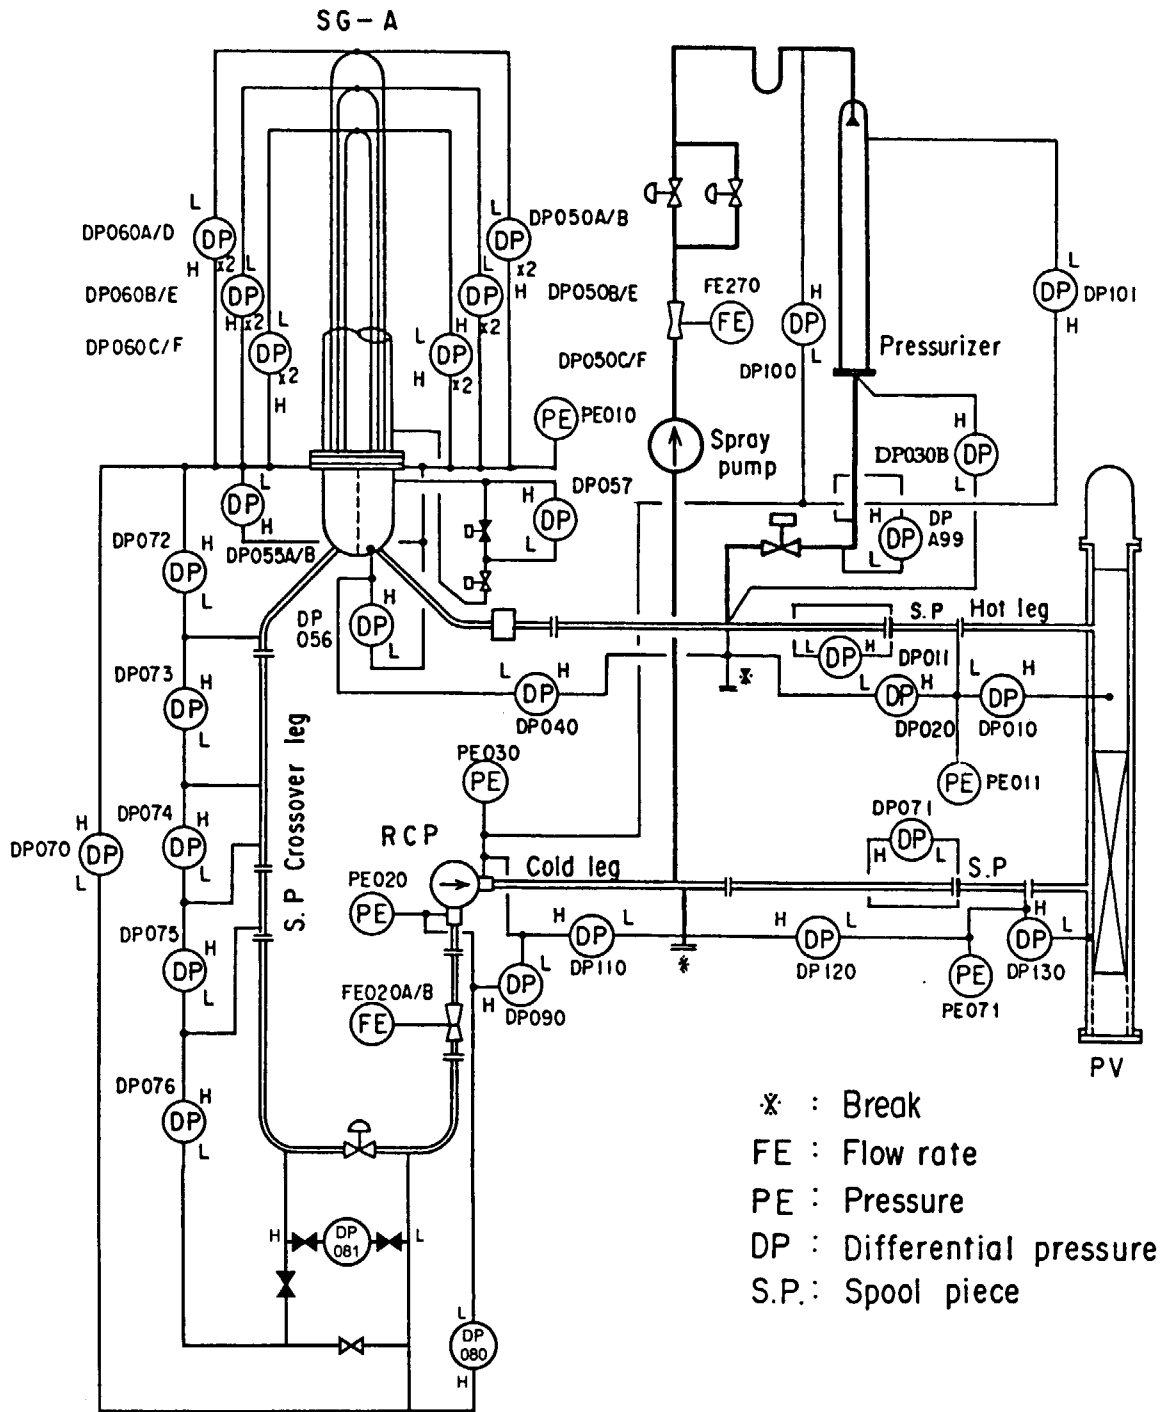 SG-A
L
L
DP060A/D
DP
DP
DP050A/B
H
x2
L
L
x2
H
DP060B/E
DP
DP
DP050B/E
H
x2
x2
L
L
H
DP060C/F
DP
DP
DP050C/F
x2
H
x2
H
FE270
FE
H
DP
L
DP100
L
DP
DP101
H
Pressurizer
PE
PE010
Spray
pump
H
DP030B
DP
L
L
DP
H
DP055A/B
DP057
H
DP
L
H
DP
DP
A99
L
DP072
H
DP
L
DP
056
H
DP
L
S.P
Hot leg
L
DP
H
DP011
DP073
H
DP
L
L
H
DP
DP040
L
H
DP
DP020
L
H
DP
DP010
PE030
PE
PE
PE011
S.P Crossover leg
DP074
H
DP
L
H
DP070
DP
L
RCP
Cold leg
DP071
DP
H
L
S.P
PE020
PE
DP075
H
DP
L
H
L
DP
DP110
H
L
DP
DP120
H
DP
L
DP130
L
DP
H
DP090
PE
PE071
FE020A/B
FE
PV
DP076
H
DP
L
H
DP
081
L
L
DP
080
H
※ : Break
FE : Flow rate
PE : Pressure
DP : Differential pressure
S.P. : Spool piece